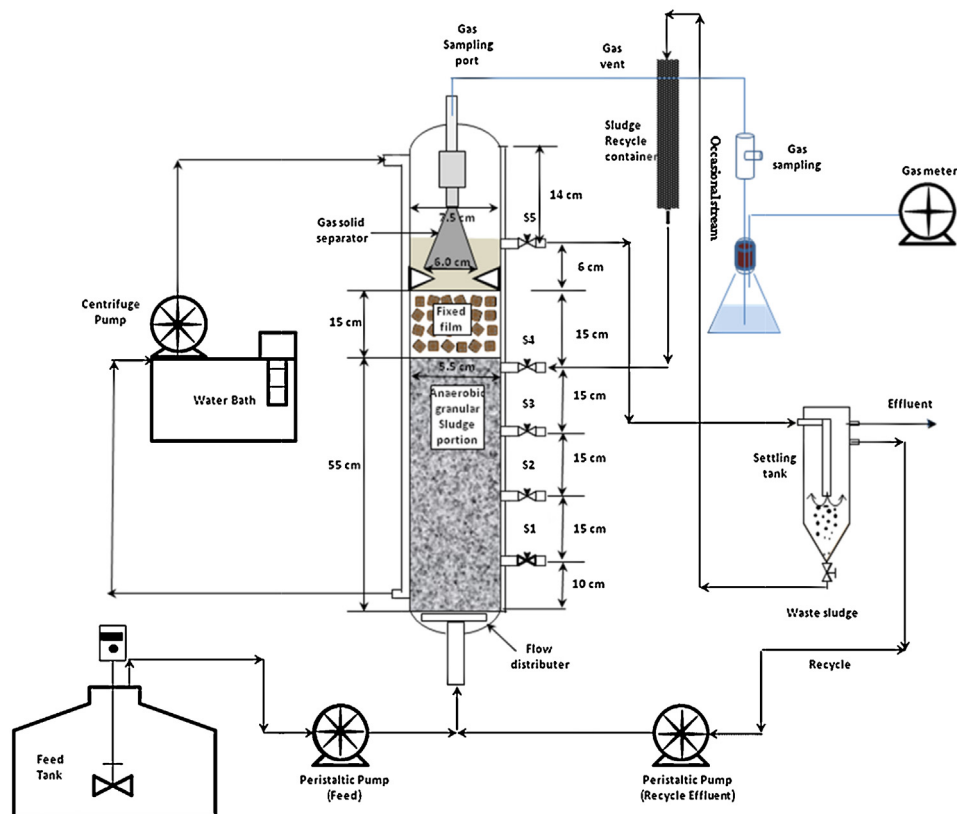 Gas
Sampling
port
Gas
vent
Sludge
Recycle
container
Occasional stream
Gas
sampling
Gas meter
14 cm
7.5 cm
S5
Gas solid
separator
6.0 cm
6 cm
Centrifuge
Pump
15 cm
Fixed
film
15 cm
S4
5.5 cm
Water Bath
Anaerobic
granular
Sludge
portion
S3
15 cm
Effluent
Settling
tank
55 cm
S2
15 cm
S1
15 cm
10 cm
Waste sludge
Flow
distributer
Recycle
Feed
Tank
Peristaltic Pump
(Feed)
Peristaltic Pump
(Recycle Effluent)